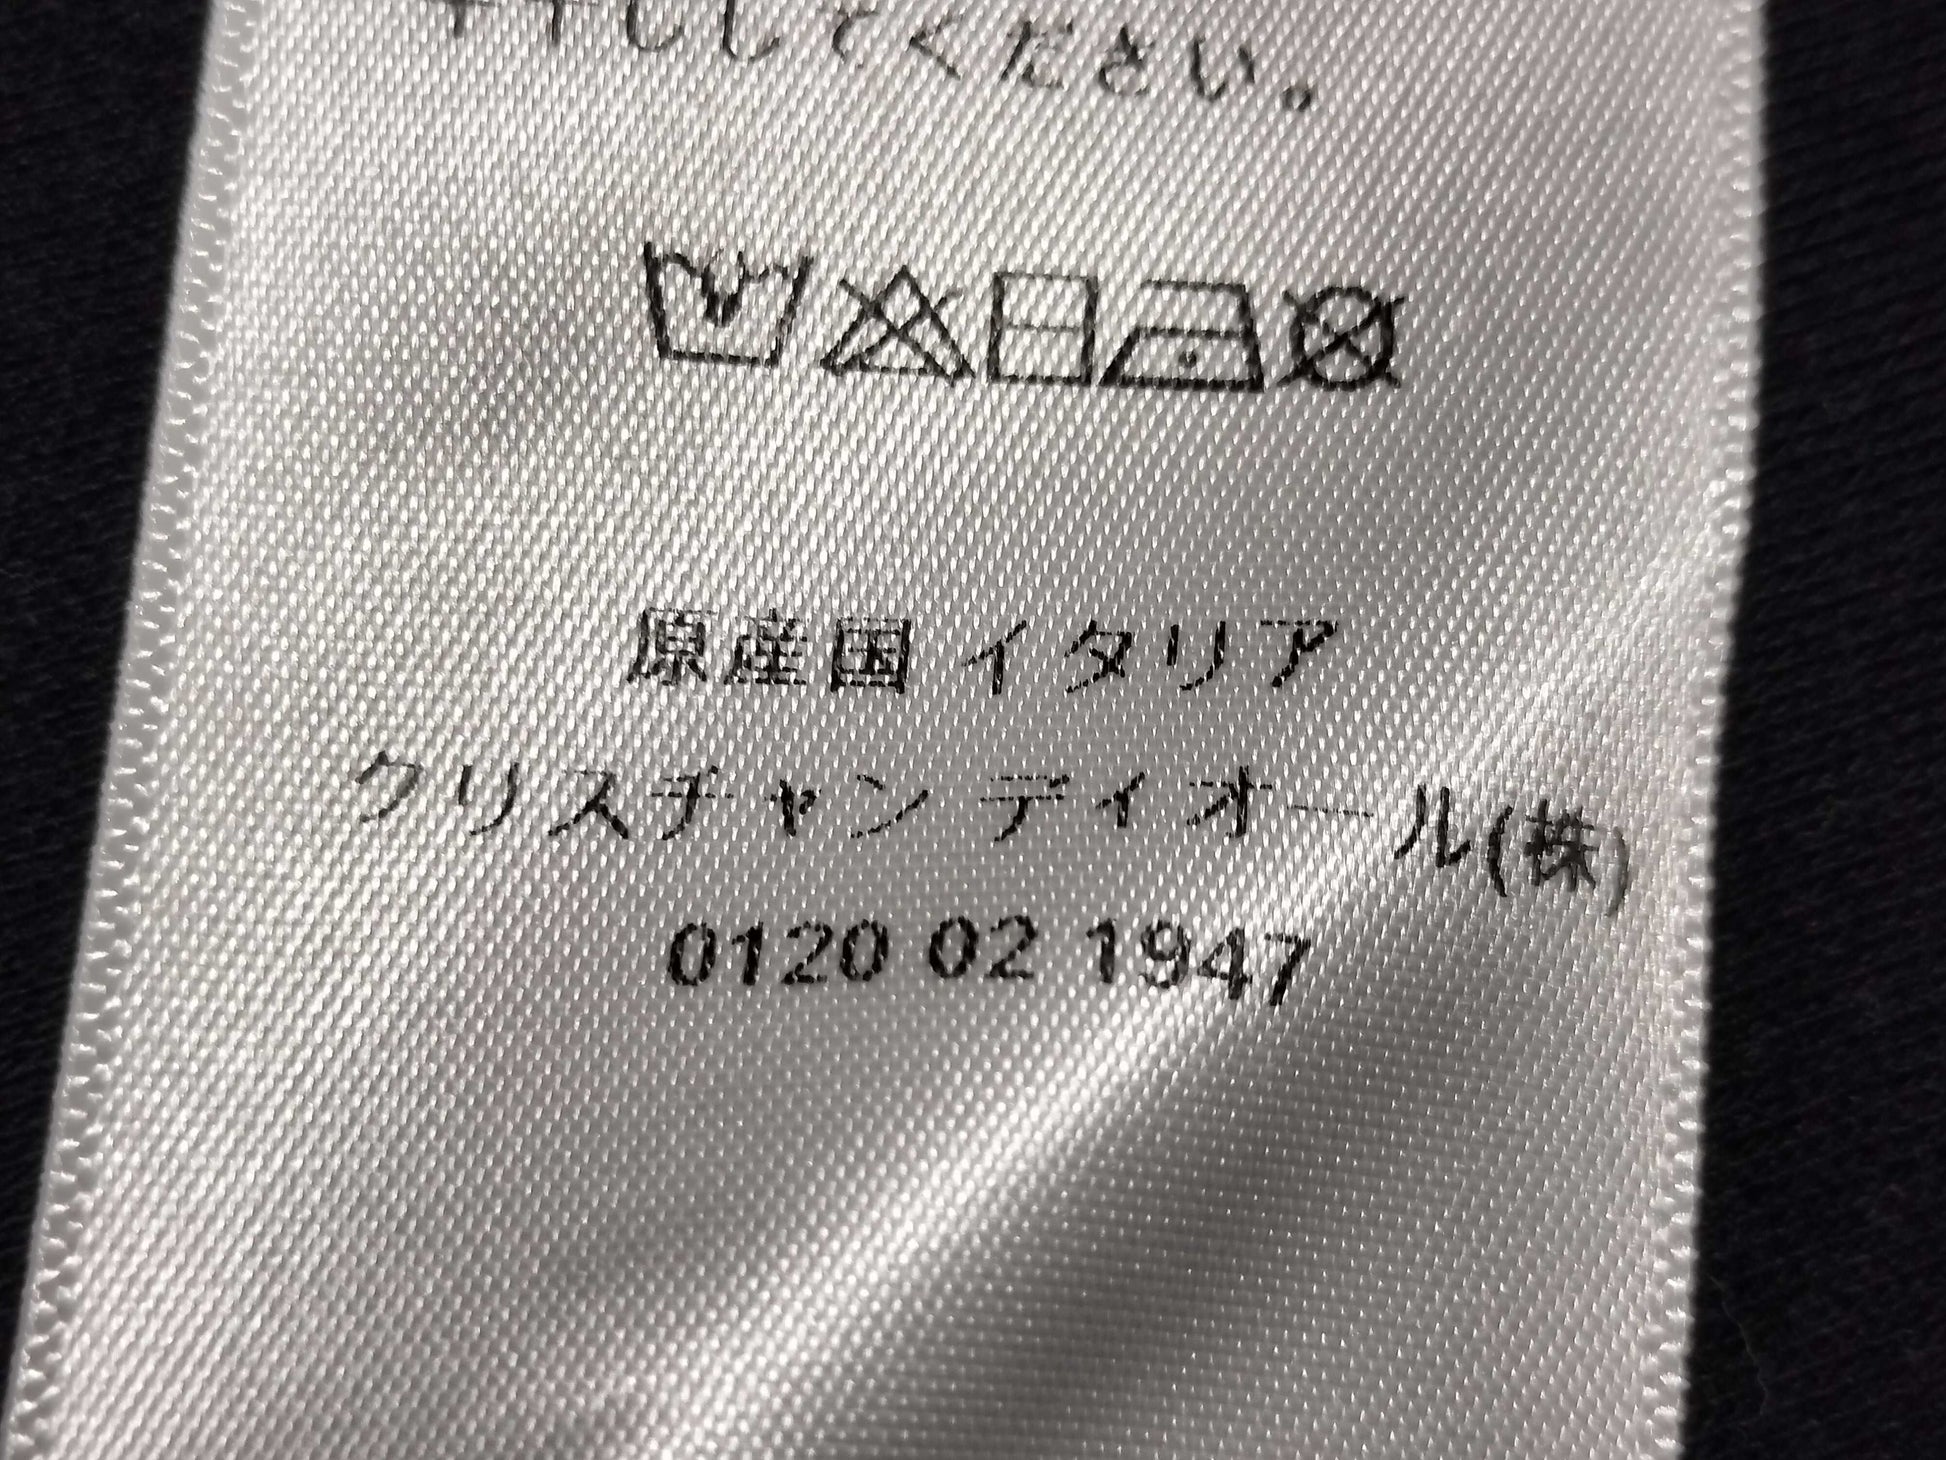 干ししてください。
原産国 イタリア
クリスチャン ディオール(株)
0120 02 1947